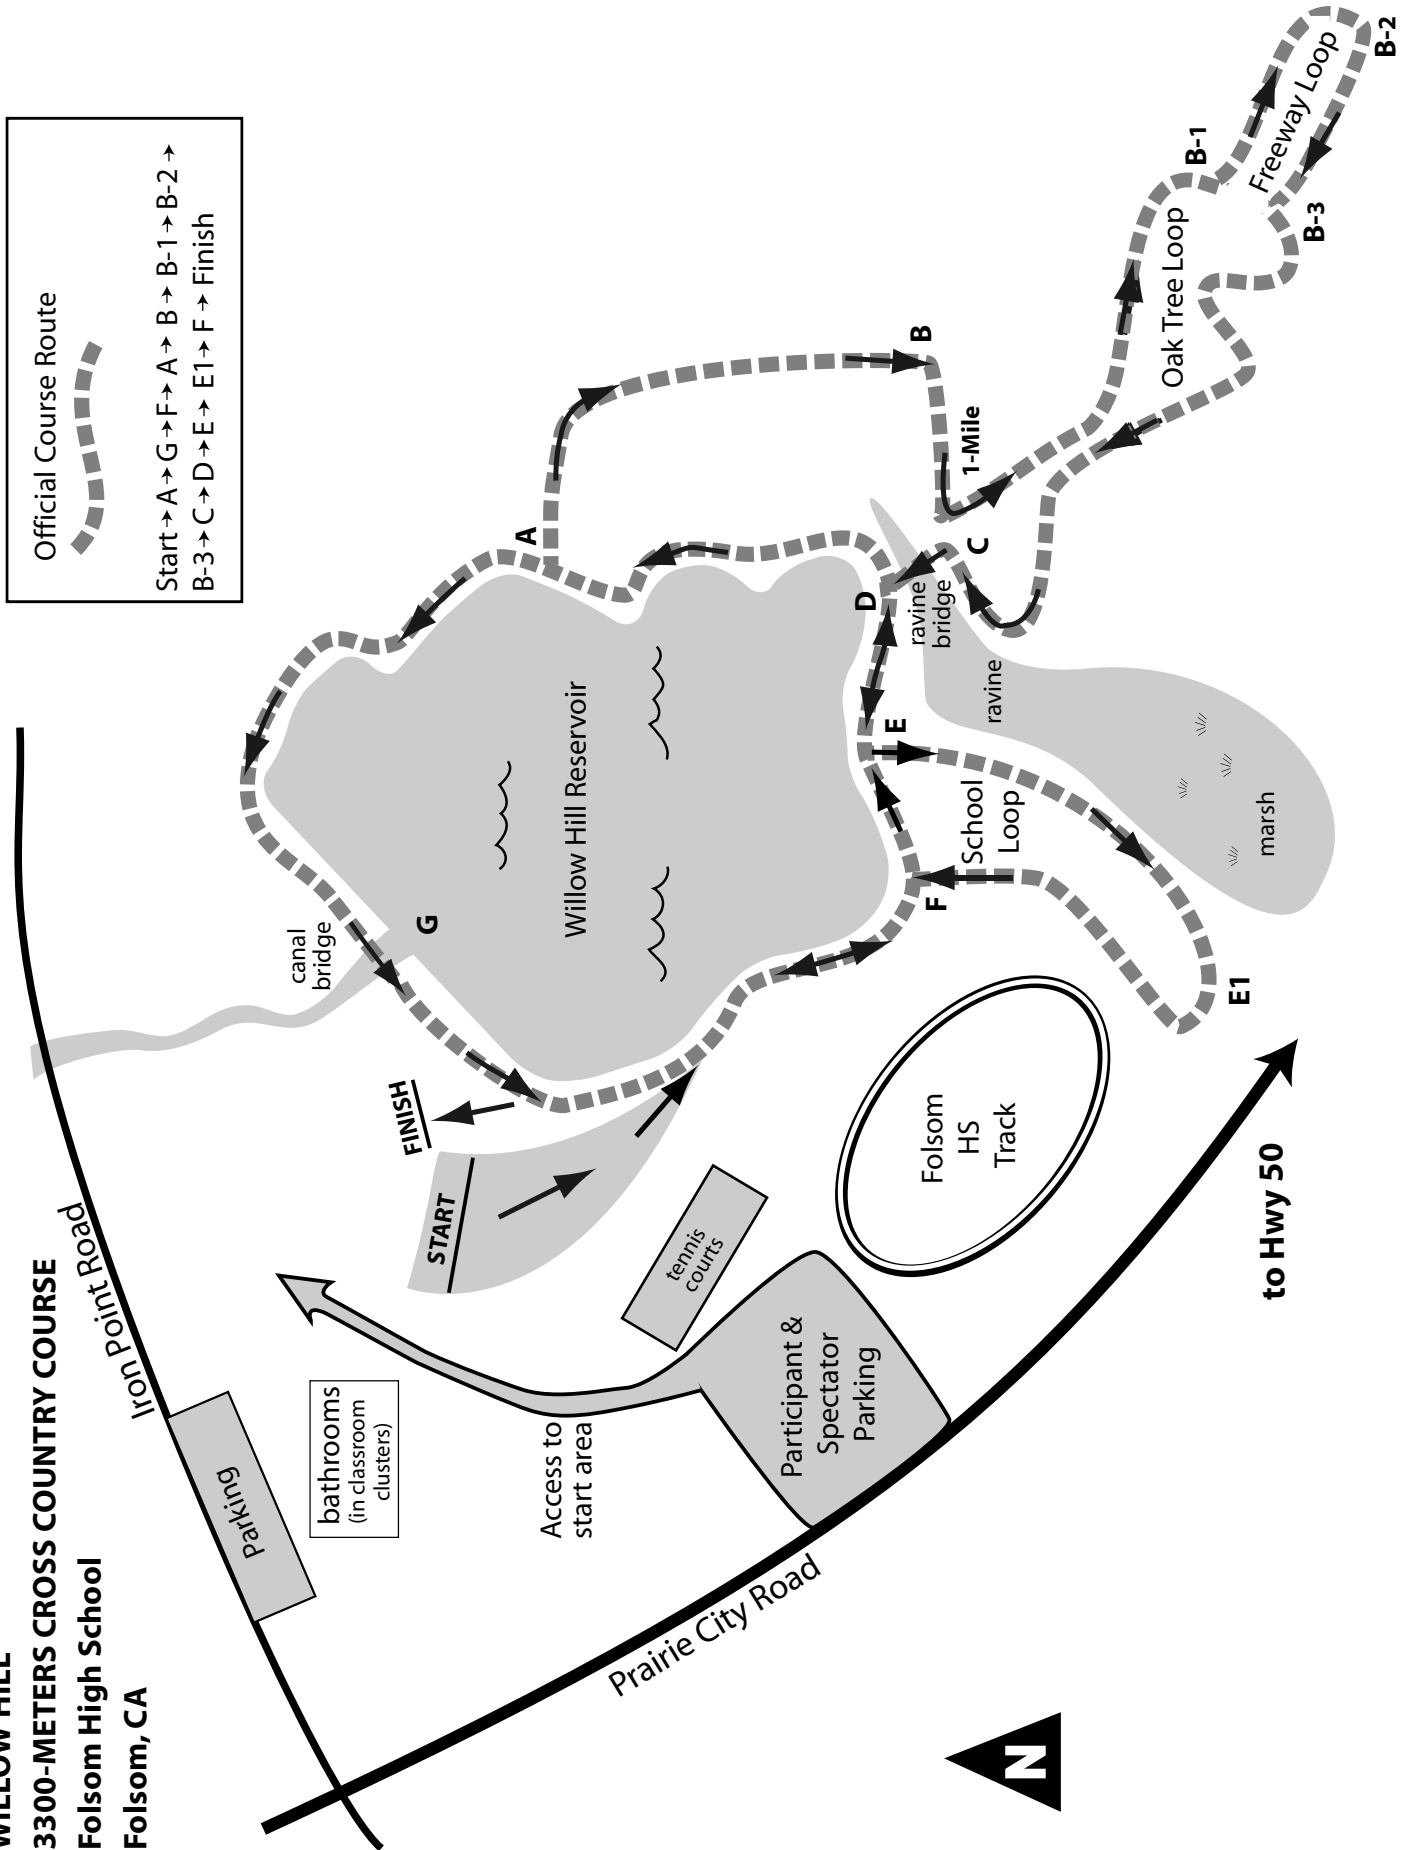 WILLOW HILL
3300-METERS CROSS COUNTRY COURSE
Folsom High School
Folsom, CA
Official Course Route
Start→A→G→F→A→B→B-1→B-2→
B-3→C→D→E→E1→F→Finish
Iron Point Road
Parking
bathrooms
(in classroom
clusters)
Access to
start area
START
FINISH
canal
bridge
G
A
B
1-Mile
Willow Hill Reservoir
tennis
courts
Participant &
Spectator
Parking
Folsom
HS
Track
Prairie City Road
to Hwy 50
F
School
Loop
E
E1
D
ravine
bridge
C
ravine
marsh
Oak Tree Loop
B-1
Freeway Loop
B-2
B-3
N